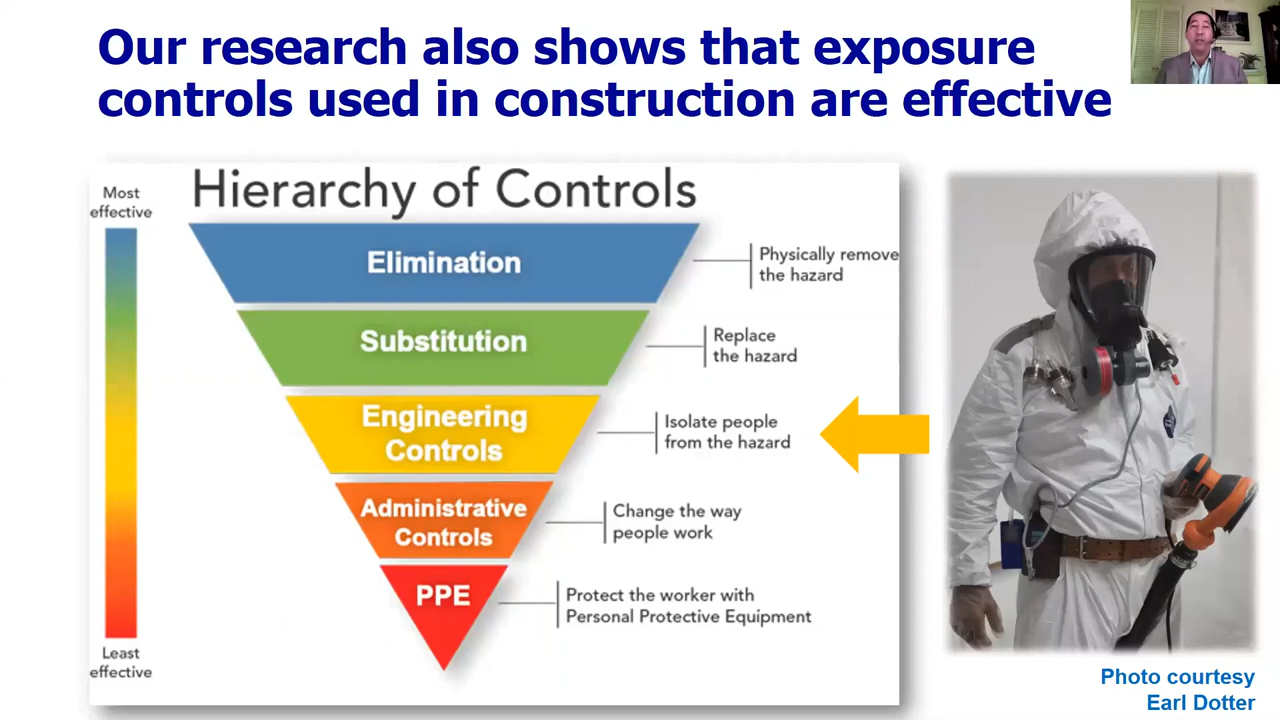 Our research also shows that exposure
controls used in construction are effective
Hierarchy of Controls
Most
effective
Elimination
Physically remove
the hazard
Substitution
Replace
the hazard
Engineering
Controls
Isolate people
from the hazard
Administrative
Controls
Change the way
people work
PPE
Protect the worker with
Personal Protective Equipment
Least
effective
Photo courtesy
Earl Dotter